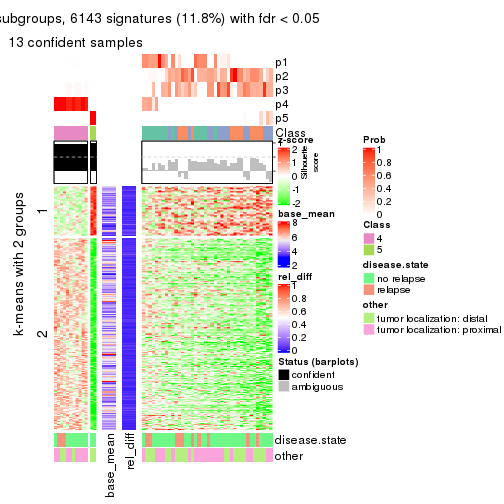 subgroups, 6143 signatures (11.8%) with fdr < 0.05
13 confident samples
p1
p2
p3
p4
p5
Class
z-score
2
1
0
-1
-2
Silhouette
score
base_mean
8
6
4
2
rel_diff
1
0.8
0.6
0.4
0.2
0
Status (barplots)
confident
ambiguous
Prob
1
0.8
0.6
0.4
0.2
0
Class
4
5
disease.state
no relapse
relapse
other
tumor localization: distal
tumor localization: proximal
k-means with 2 groups
1
2
disease.state
other
base_mean
rel_diff